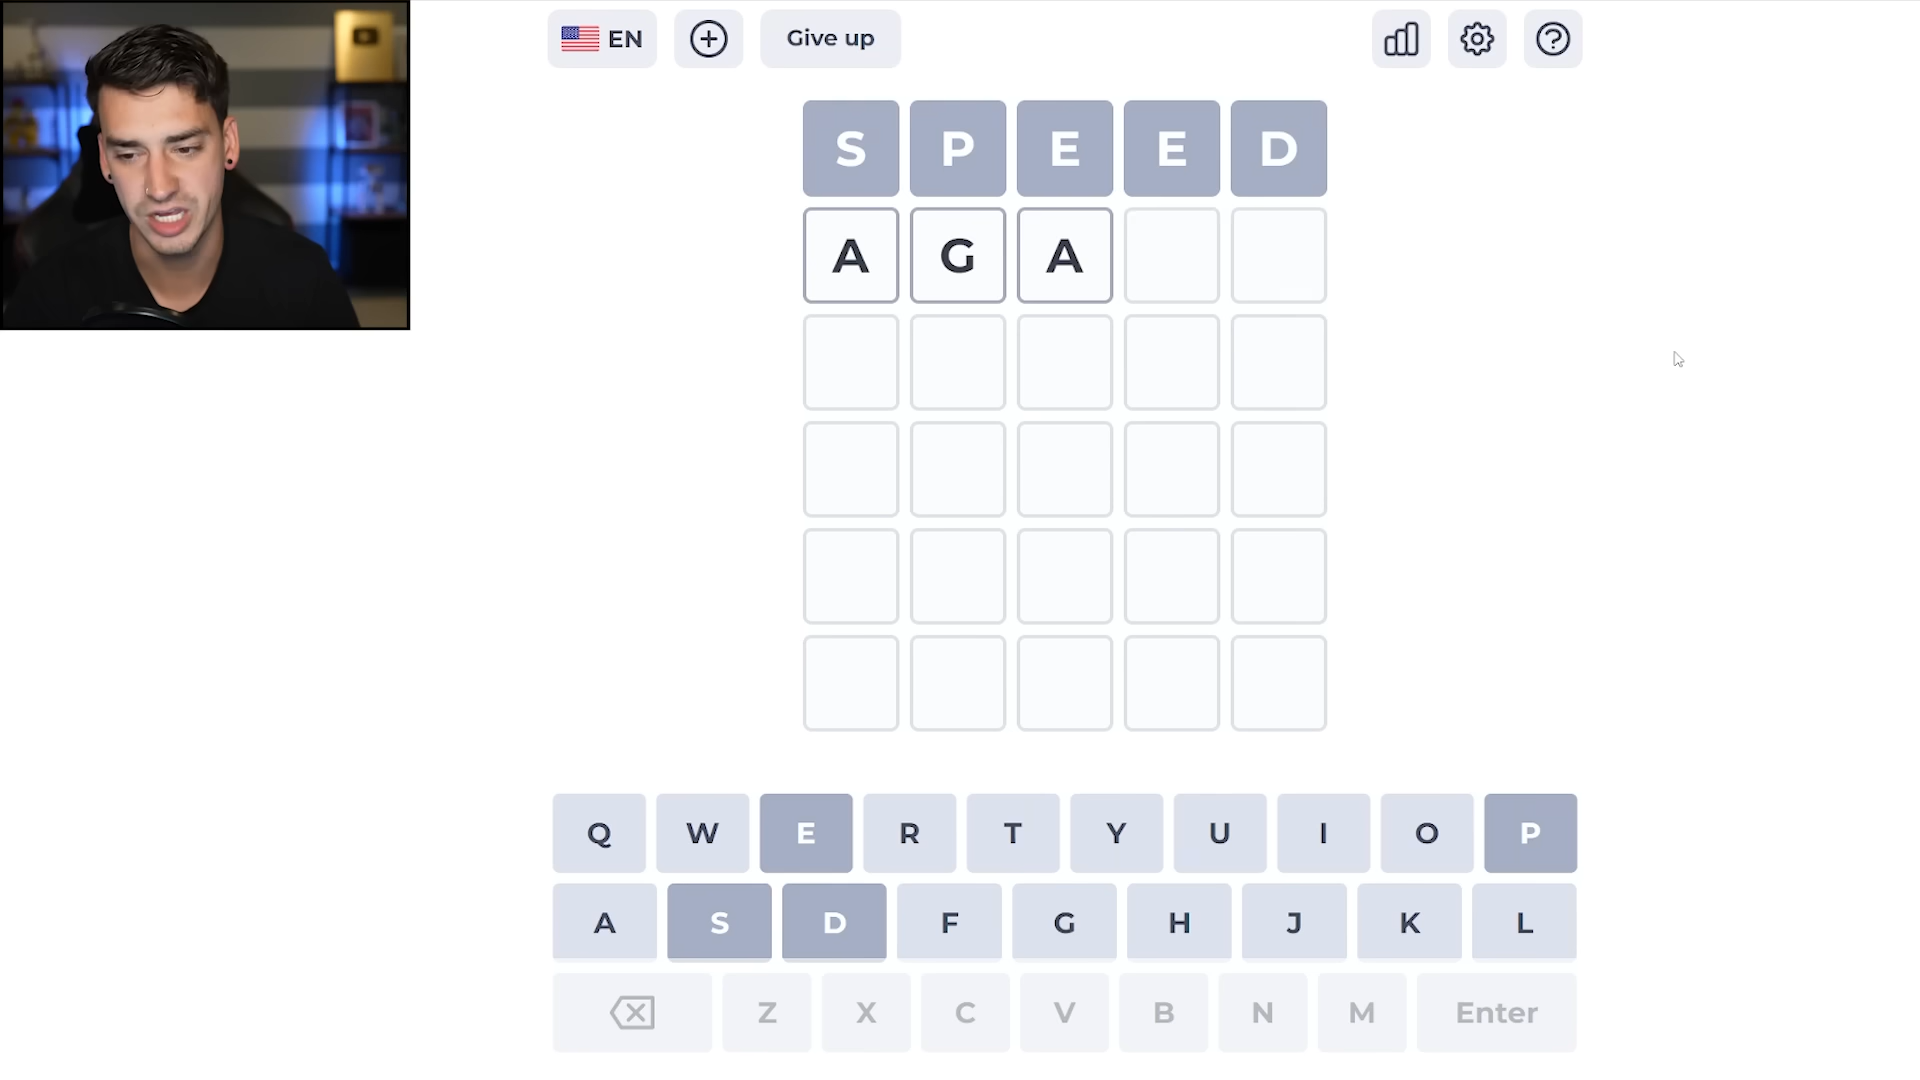 EN
Give up
S P E E D
A G A
Q W E R T Y U I O P
A S D F G H J K L
Z X C V B N M Enter